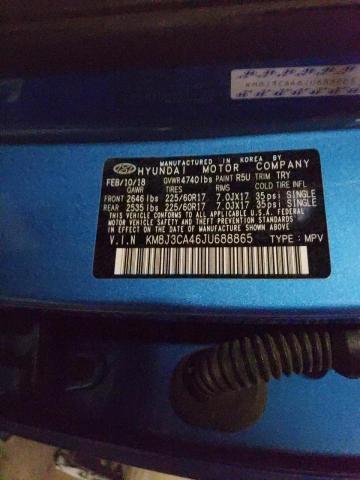 KM8J3CA46JU688865
MANUFACTURED IN KOREA BY
HYUNDAI MOTOR COMPANY
FEB/10/18 GVWR 4740lbs PAINT R5U TRIM TRY
GAWR TIRES RIMS COLD TIRE INFL
FRONT 2646lbs 225/60R17 7.0JX17 35psi SINGLE
REAR 2535lbs 225/60R17 7.0JX17 35psi SINGLE
THIS VEHICLE CONFORMS TO ALL APPLICABLE FEDERAL
MOTOR VEHICLE SAFETY AND THEFT PREVENTION STANDARDS
IN EFFECT ON THE DATE OF MANUFACTURE SHOWN ABOVE.
V.I.N KM8J3CA46JU688865 TYPE : MPV